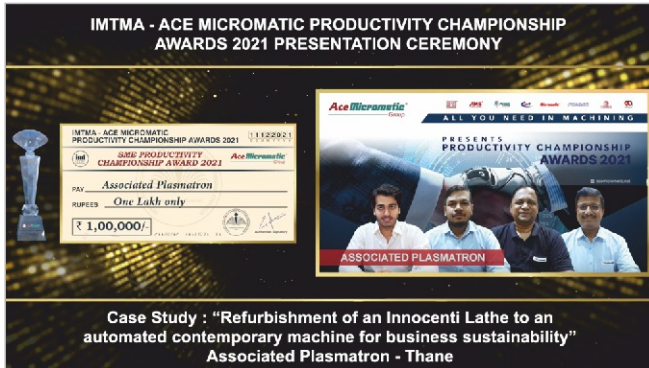 IMTMA - ACE MICROMATIC PRODUCTIVITY CHAMPIONSHIP
AWARDS 2021 PRESENTATION CEREMONY
IMTMA - ACE MICROMATIC
PRODUCTIVITY CHAMPIONSHIP AWARDS 2021
11122021
SME PRODUCTIVITY
CHAMPIONSHIP AWARD 2021
AceMicromatic
Group
PAY Associated Plasmatron
RUPEES One Lakh only
₹ 1,00,000/-
AceMicromatic
Group
ALL YOU NEED IN MACHINING
PRESENTS
PRODUCTIVITY CHAMPIONSHIP
AWARDS 2021
ASSOCIATED PLASMATRON
Case Study : “Refurbishment of an Innocenti Lathe to an
automated contemporary machine for business sustainability”
Associated Plasmatron - Thane